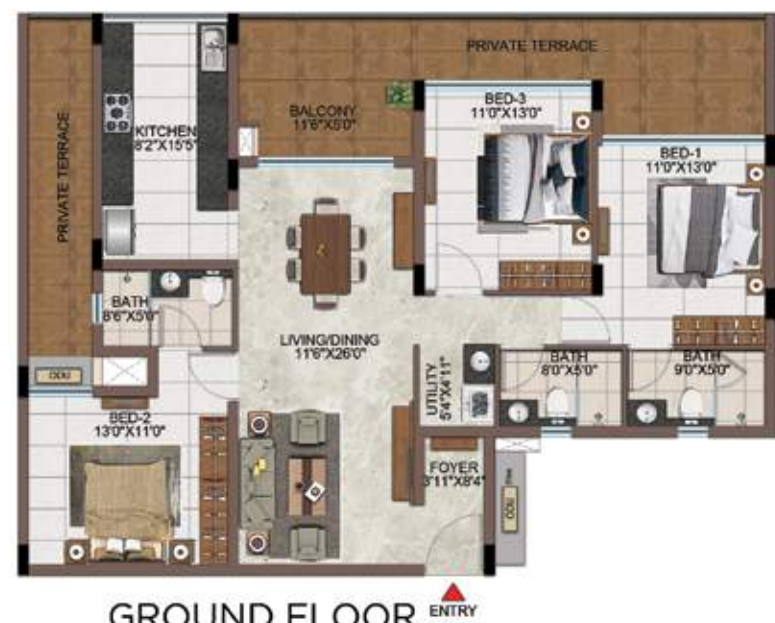 PRIVATE TERRACE
BALCONY
11'6"X5'0"
KITCHEN
8'2"X15'5"
BED-3
11'0"X13'0"
BED-1
11'0"X13'0"
PRIVATE TERRACE
BATH
8'6"X5'0"
LIVING/DINING
11'6"X26'0"
UTILITY
5'4"X4'11"
BATH
8'0"X5'0"
BATH
9'0"X5'0"
ODU
BED-2
13'0"X11'0"
FOYER
3'11"X8'4"
ODU
ENTRY
GROUND FLOOR